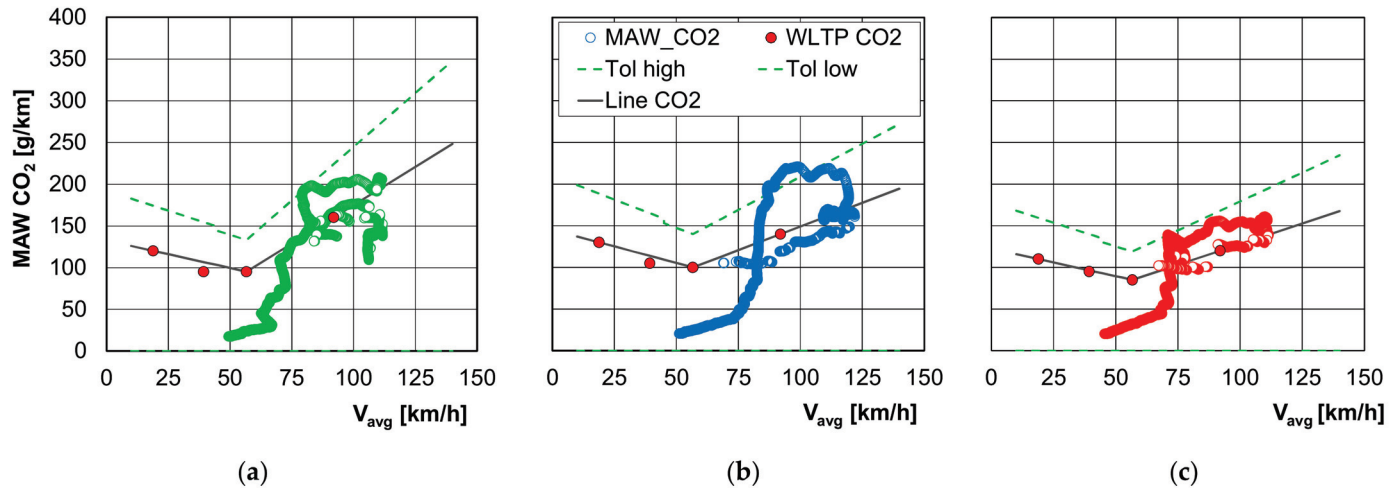 MAW CO2 [g/km]
400
350
300
250
200
150
100
50
0
0 25 50 75 100 125 150
Vavg [km/h]
(a)
MAW_CO2 WLTP CO2
Tol high Tol low
Line CO2
0 25 50 75 100 125 150
Vavg [km/h]
(b)
0 25 50 75 100 125 150
Vavg [km/h]
(c)